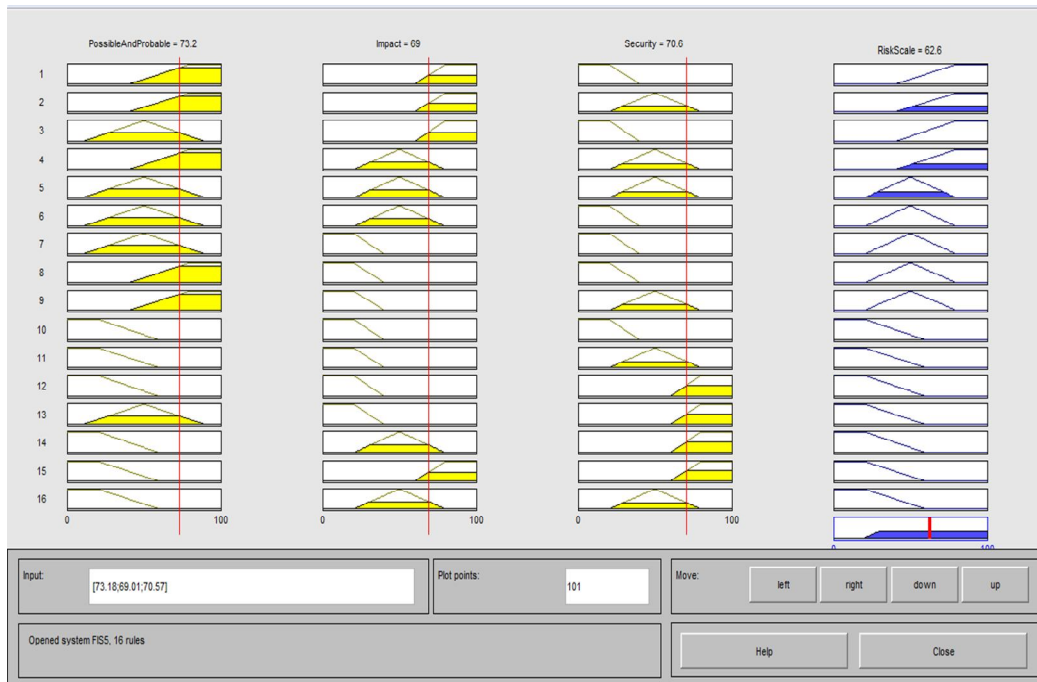 PossibleAndProbable = 73.2
Impact = 69
Security = 70.6
RiskScale = 62.6
1
2
3
4
5
6
7
8
9
10
11
12
13
14
15
16
0 100
0 100
0 100
0 100
Input:
[73.18;69.01;70.57]
Plot points:
101
Move:
left
right
down
up
Opened system FIS5, 16 rules
Help
Close